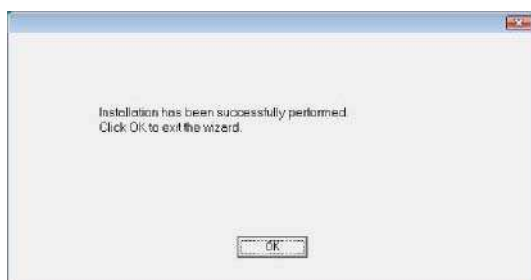 Installation has been successfully performed.
Click OK to exit the wizard.
OK